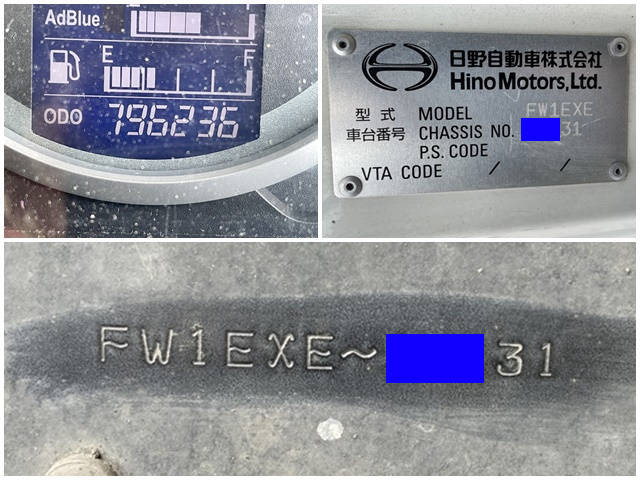 AdBlue
E F
ODO 796236
日野自動車株式会社
Hino Motors, Ltd.
型式 MODEL FW1EXE
車台番号 CHASSIS NO. 31
P.S. CODE
VTA CODE / /
FW1EXE~ 31